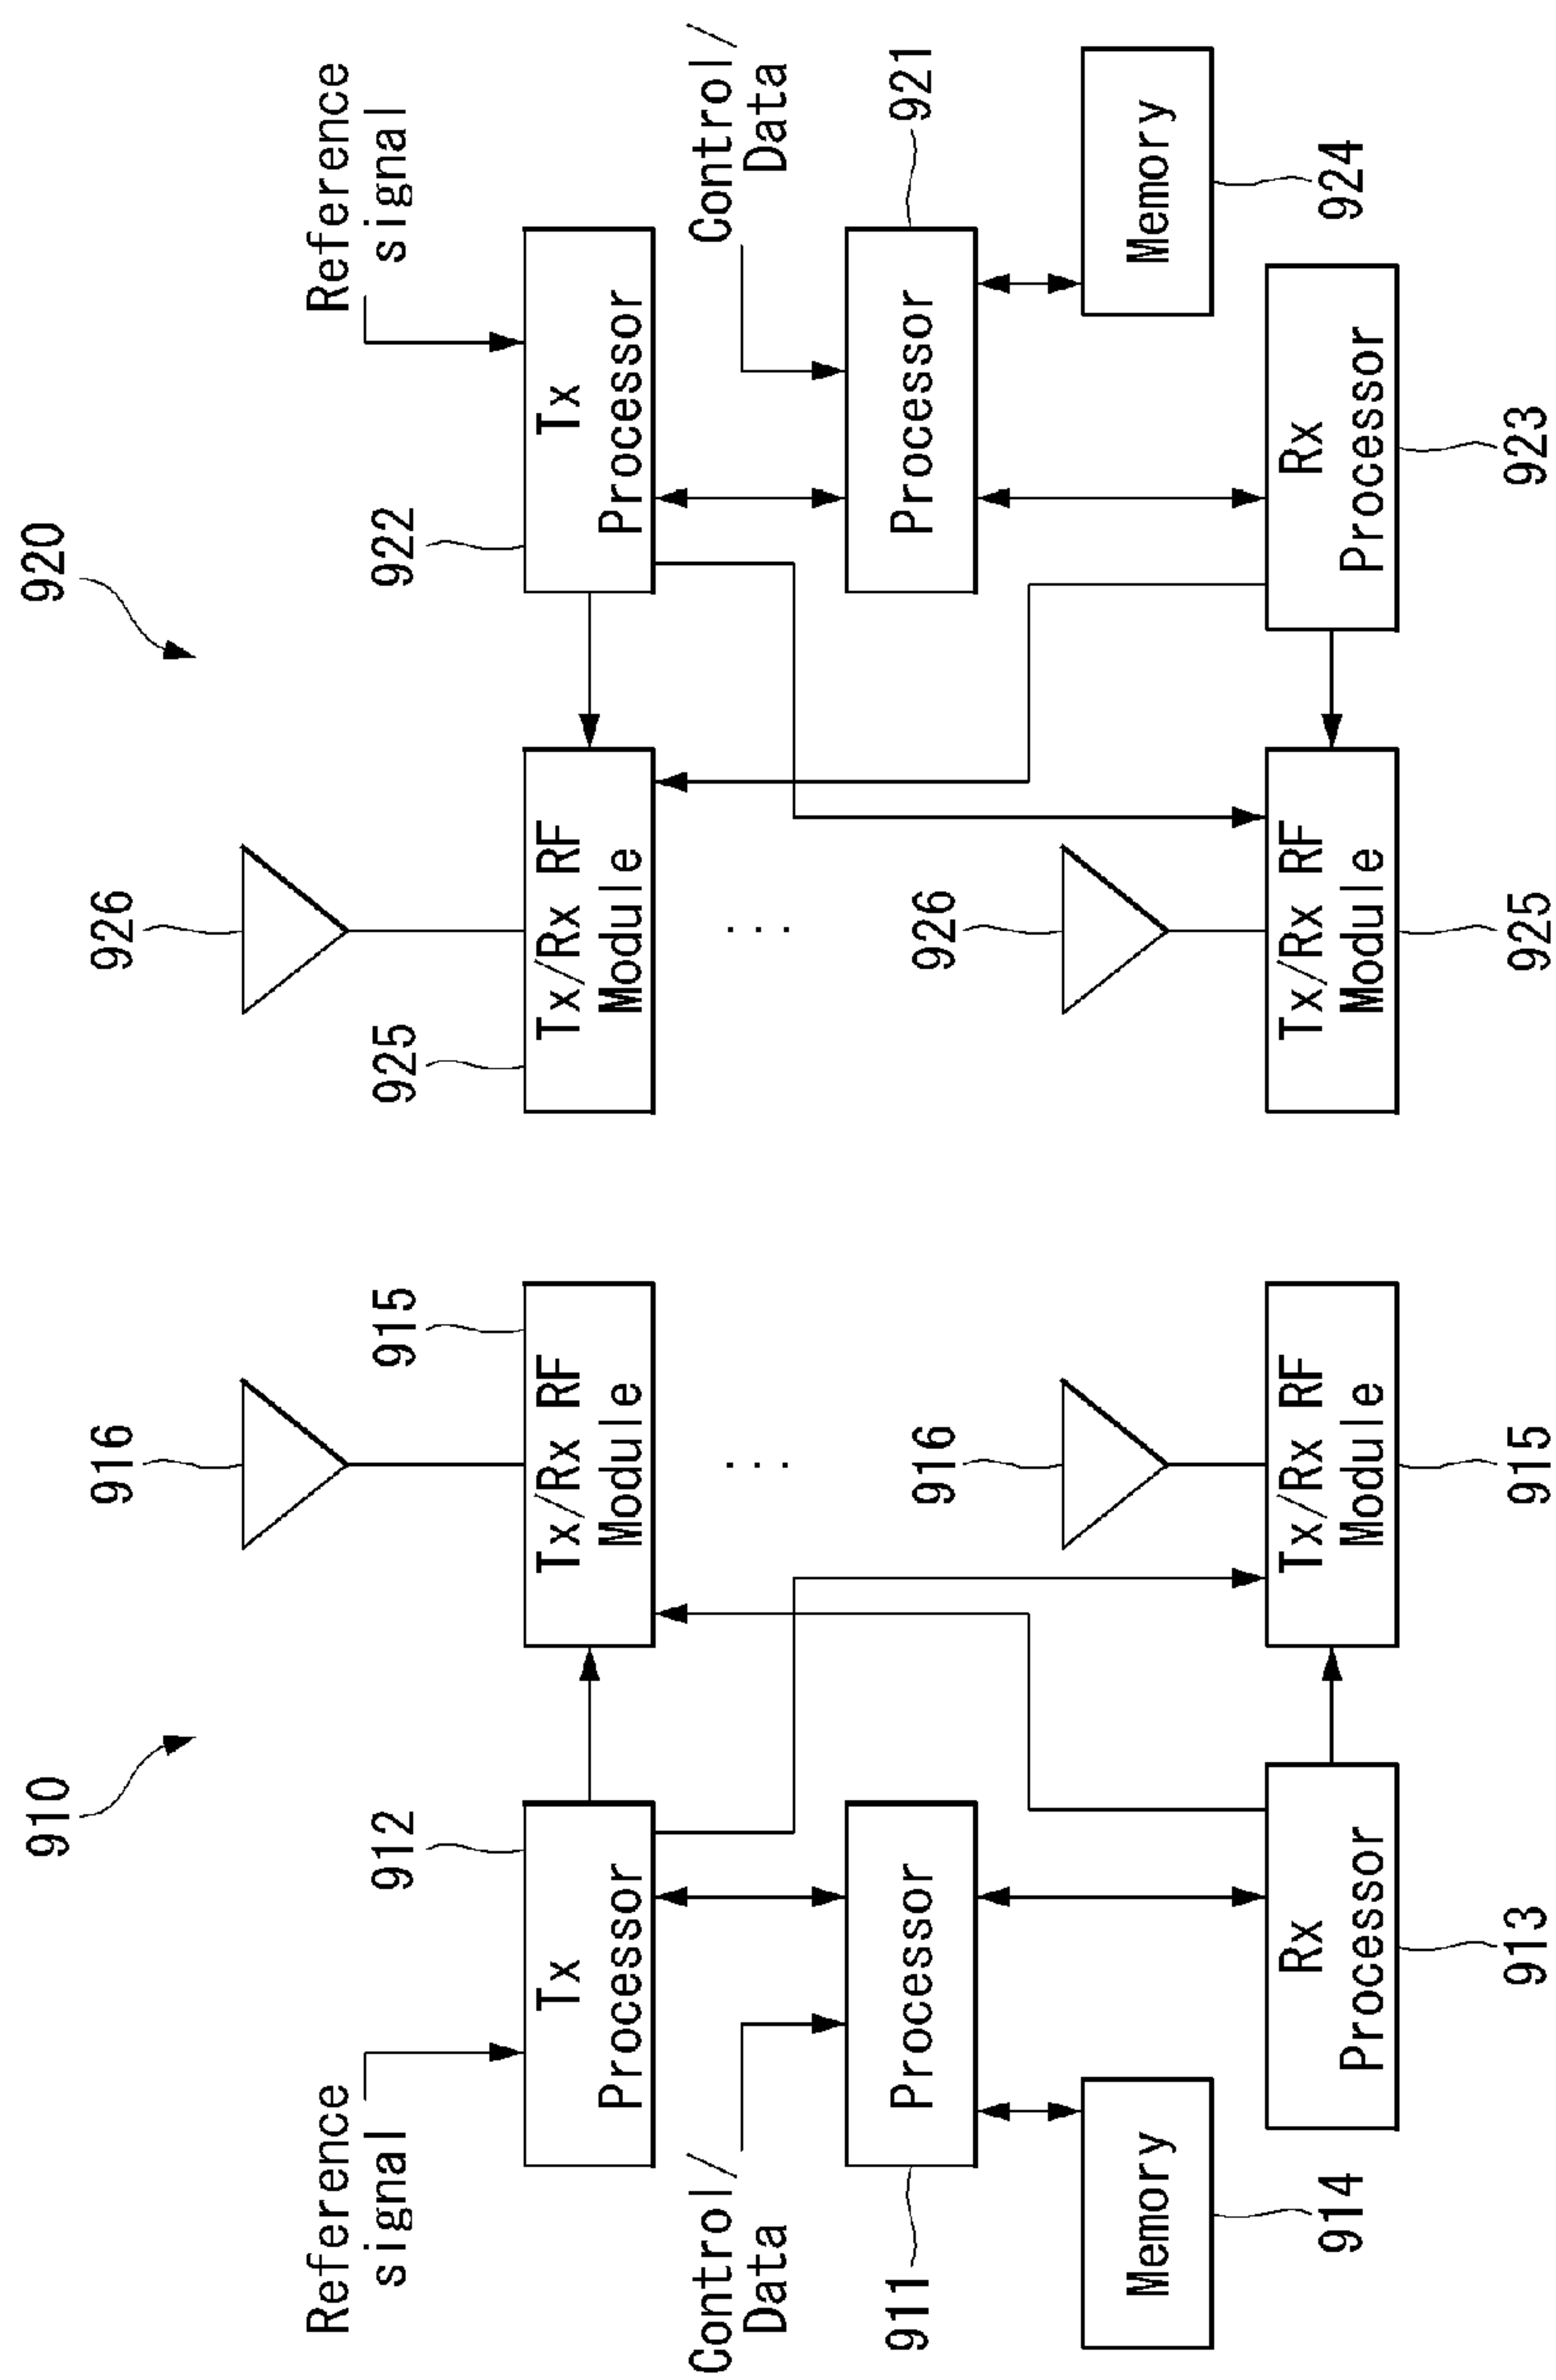 910
920
916
926
Reference
signal
912
915
925
922
Reference
signal
Tx
Processor
Tx/Rx RF
Module
Tx/Rx RF
Module
Tx
Processor
Control/
Data
...
...
Control/
Data
911
Processor
916
926
Processor
921
Memory
Memory
914
924
Rx
Processor
Tx/Rx RF
Module
Tx/Rx RF
Module
Rx
Processor
913
915
925
923